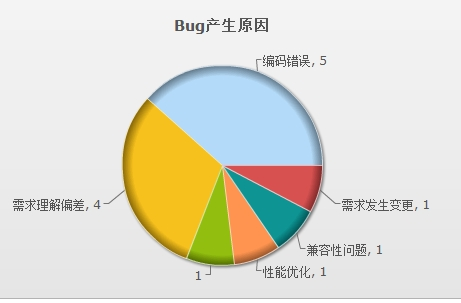 Bug产生原因
编码错误, 5
需求理解偏差, 4
需求发生变更, 1
兼容性问题, 1
性能优化, 1
1